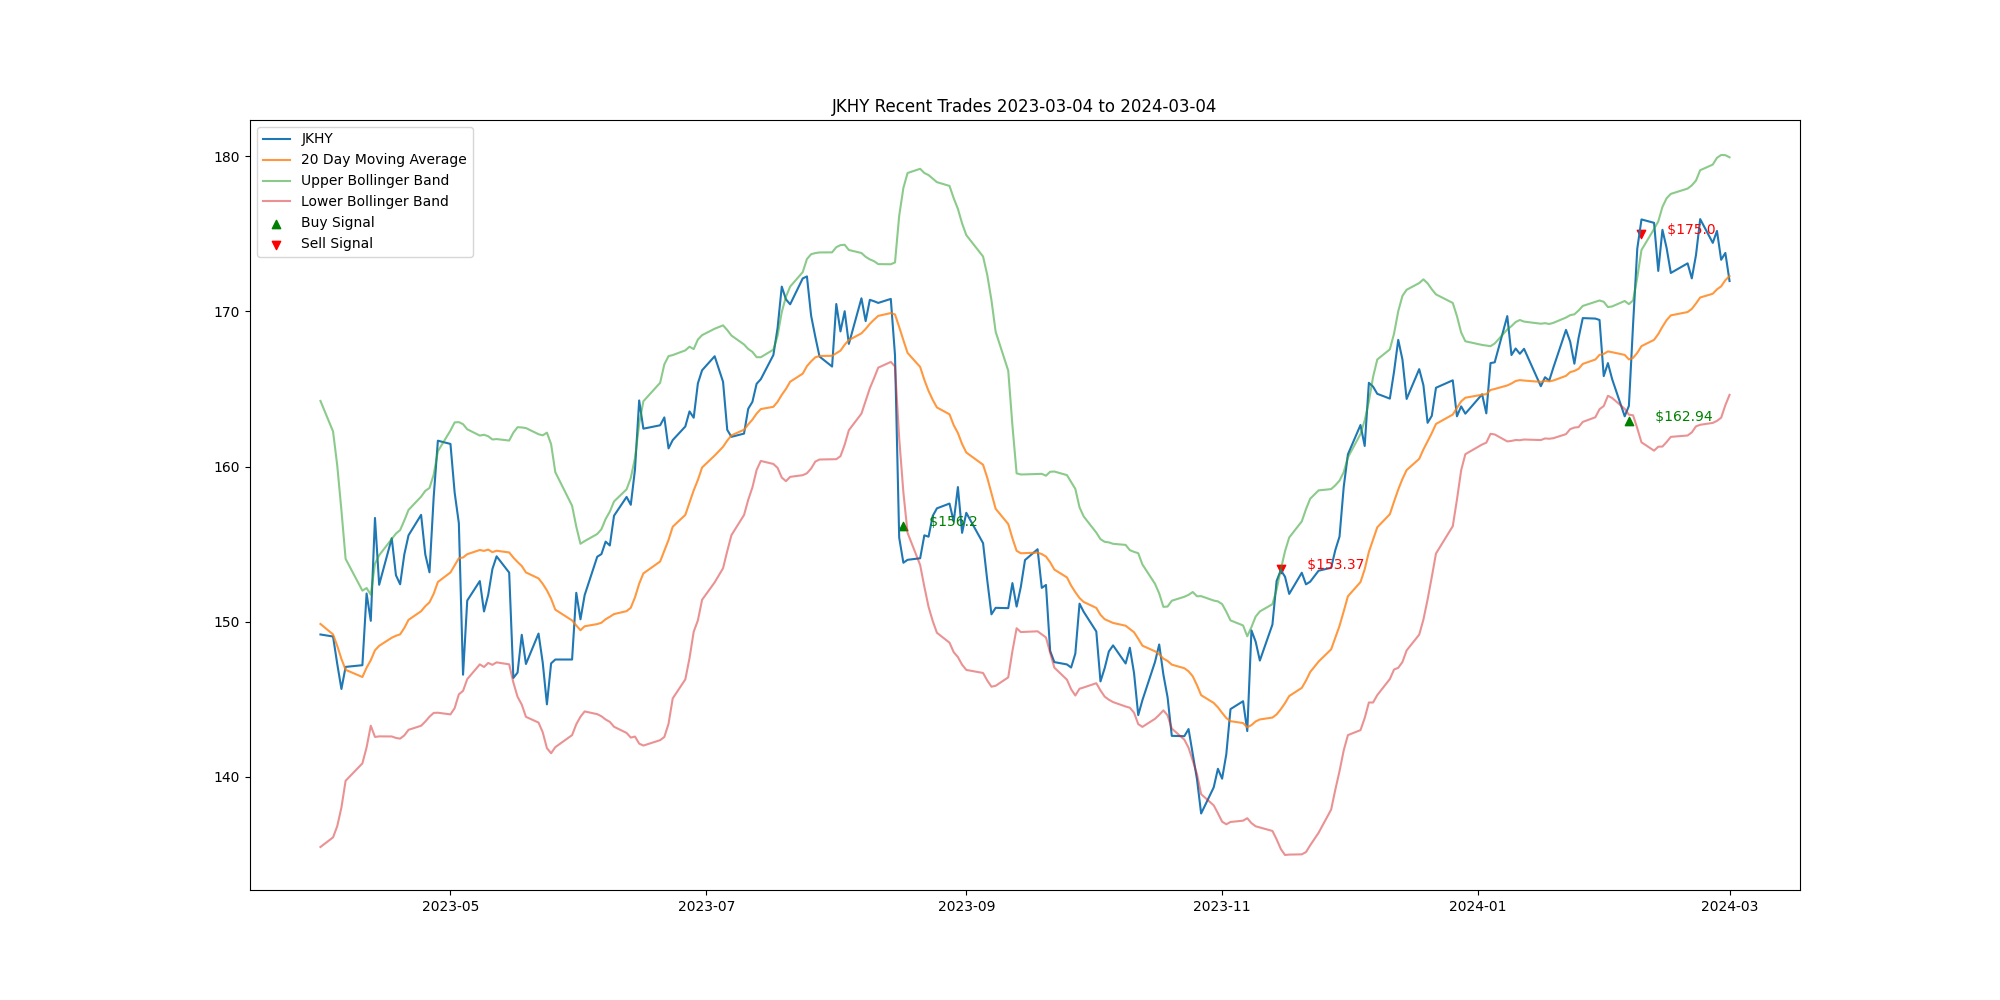 JKHY Recent Trades 2023-03-04 to 2024-03-04
JKHY
20 Day Moving Average
Upper Bollinger Band
Lower Bollinger Band
Buy Signal
Sell Signal
180
170
160
150
140
$175.0
$162.94
$156.2
$153.37
2023-05
2023-07
2023-09
2023-11
2024-01
2024-03